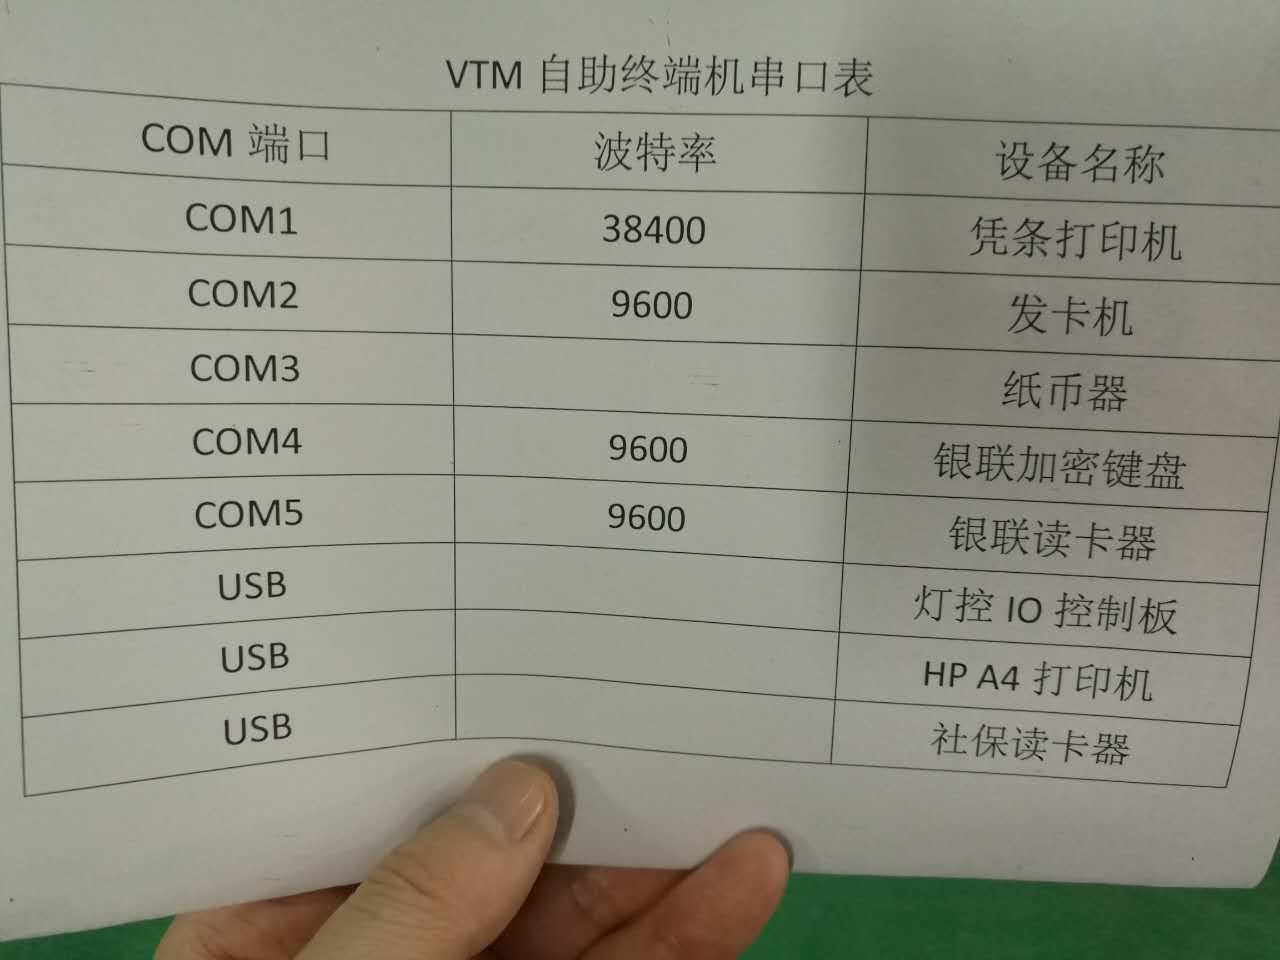 VTM 自助终端机串口表
COM 端口 波特率 设备名称
COM1 38400 凭条打印机
COM2 9600 发卡机
COM3 纸币器
COM4 9600 银联加密键盘
COM5 9600 银联读卡器
USB 灯控 IO 控制板
USB HP A4 打印机
USB 社保读卡器